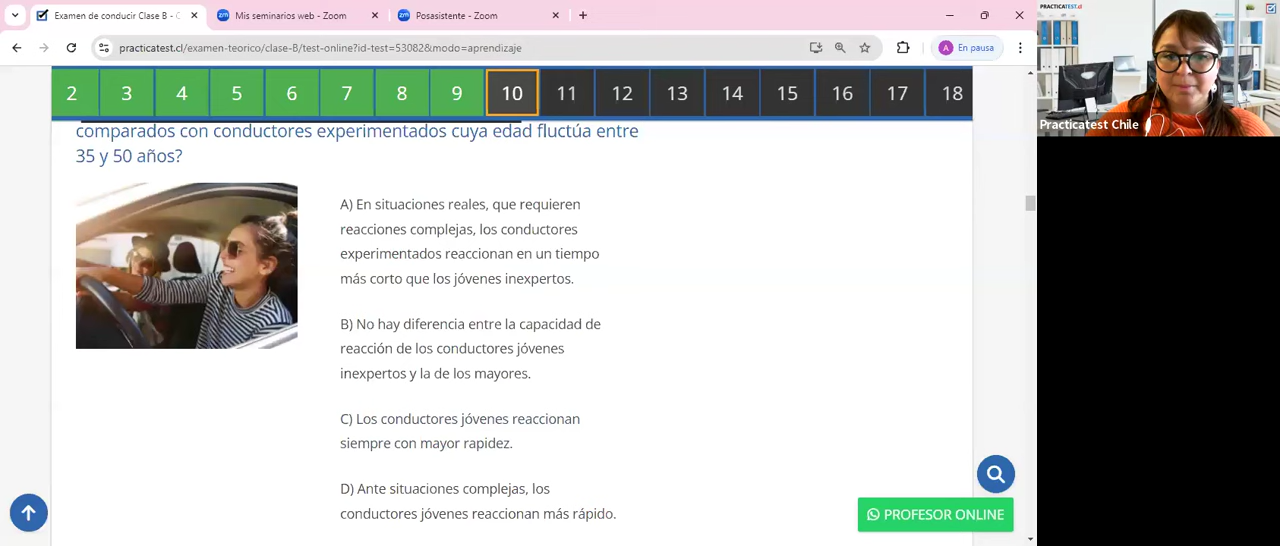 Examen de conducir Clase B - C
Mis seminarios web - Zoom
Posasistente - Zoom
practicatest.cl/examen-teorico/clase-B/test-online?id-test=53082&modo=aprendizaje
En pausa
2 3 4 5 6 7 8 9 10 11 12 13 14 15 16 17 18
comparados con conductores experimentados cuya edad fluctúa entre
35 y 50 años?
A) En situaciones reales, que requieren
reacciones complejas, los conductores
experimentados reaccionan en un tiempo
más corto que los jóvenes inexpertos.
B) No hay diferencia entre la capacidad de
reacción de los conductores jóvenes
inexpertos y la de los mayores.
C) Los conductores jóvenes reaccionan
siempre con mayor rapidez.
D) Ante situaciones complejas, los
conductores jóvenes reaccionan más rápido.
PROFESOR ONLINE
PRACTICATEST.CL
Practicatest Chile